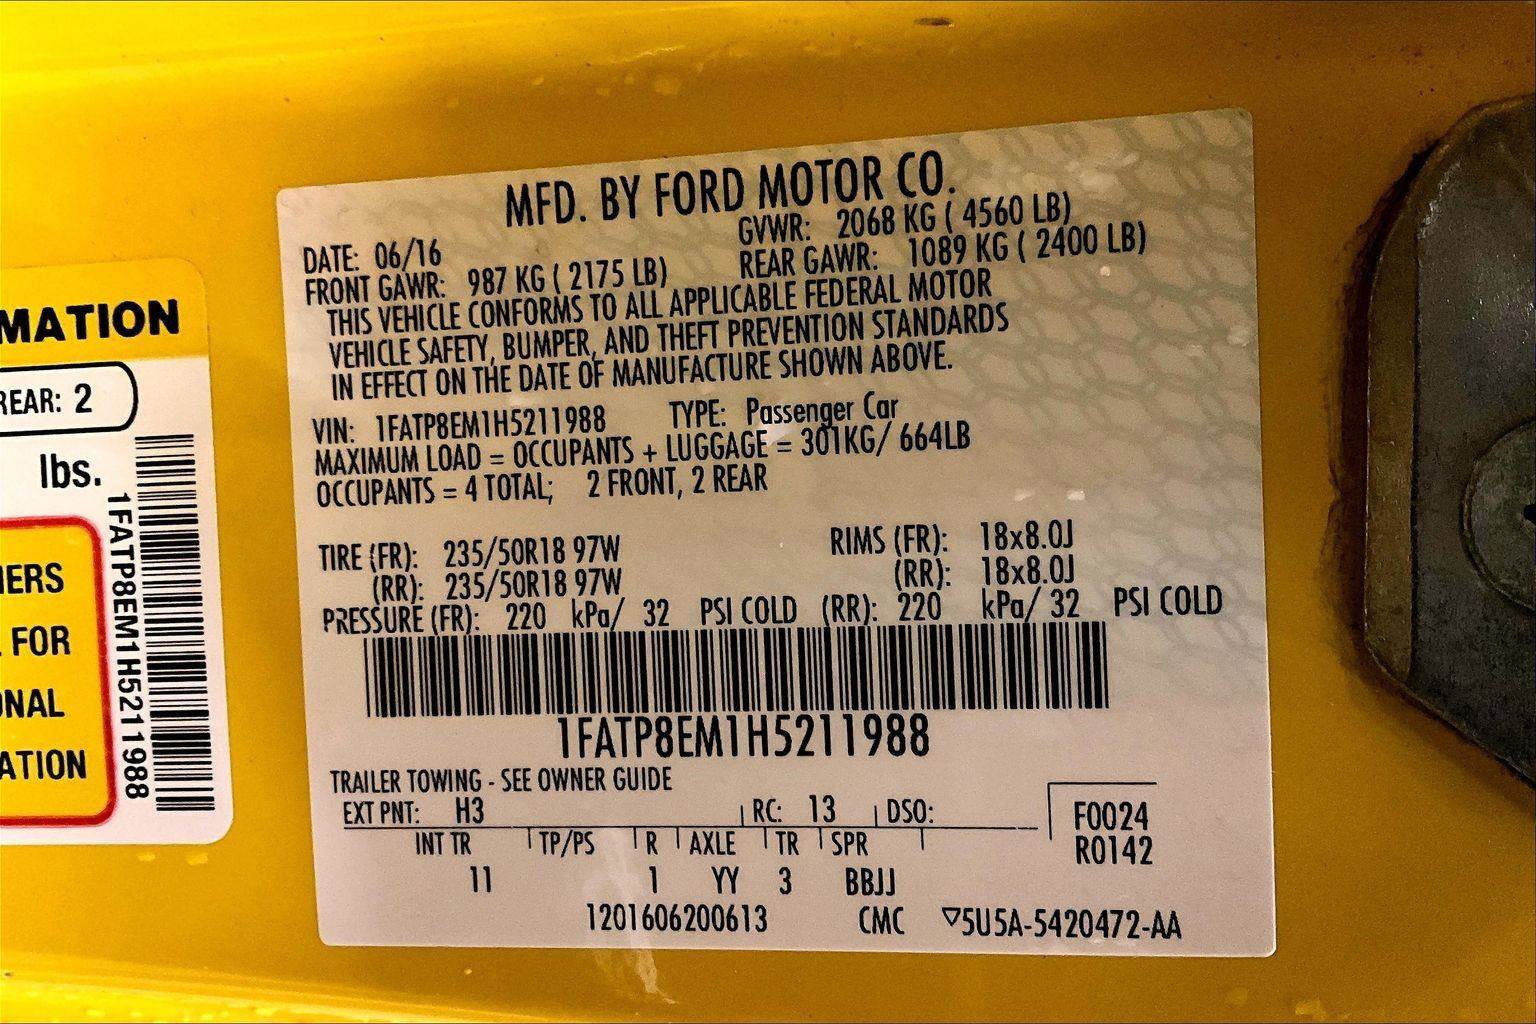 MFD. BY FORD MOTOR CO.
DATE: 06/16 GVWR: 2068 KG ( 4560 LB)
FRONT GAWR: 987 KG ( 2175 LB) REAR GAWR: 1089 KG ( 2400 LB)
THIS VEHICLE CONFORMS TO ALL APPLICABLE FEDERAL MOTOR
VEHICLE SAFETY, BUMPER, AND THEFT PREVENTION STANDARDS
IN EFFECT ON THE DATE OF MANUFACTURE SHOWN ABOVE.
VIN: 1FATP8EM1H5211988 TYPE: Passenger Car
MAXIMUM LOAD = OCCUPANTS + LUGGAGE = 301KG/ 664LB
OCCUPANTS = 4 TOTAL; 2 FRONT, 2 REAR
TIRE (FR): 235/50R18 97W RIMS (FR): 18x8.0J
(RR): 235/50R18 97W (RR): 18x8.0J
PRESSURE (FR): 220 kPa/ 32 PSI COLD (RR): 220 kPa/ 32 PSI COLD
1FATP8EM1H5211988
TRAILER TOWING - SEE OWNER GUIDE
EXT PNT: H3 RC: 13 DSO:
F0024
R0142
INT TR TP/PS R AXLE TR SPR
11 1 YY 3 BBJJ
1201606200613 CMC ▽5U5A-5420472-AA
MATION
REAR: 2
lbs.
1FATP8EM1H5211988
ERS
FOR
ONAL
ATION